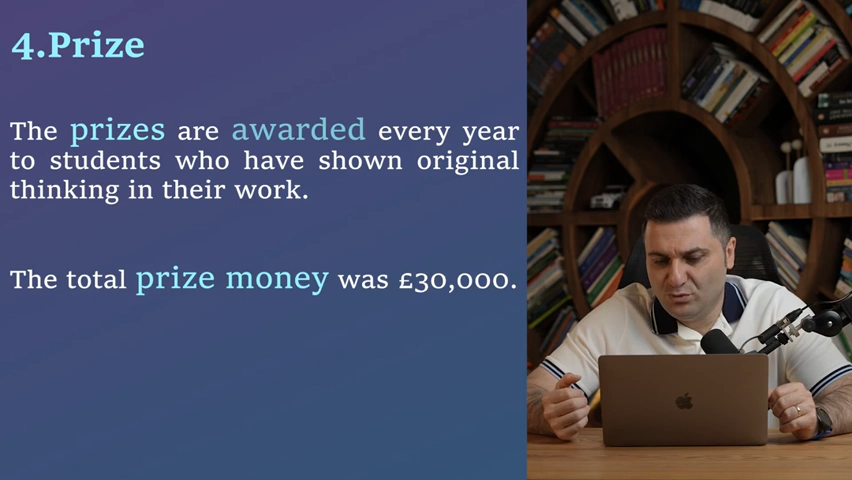 4.Prize
The prizes are awarded every year
to students who have shown original
thinking in their work.
The total prize money was £30,000.